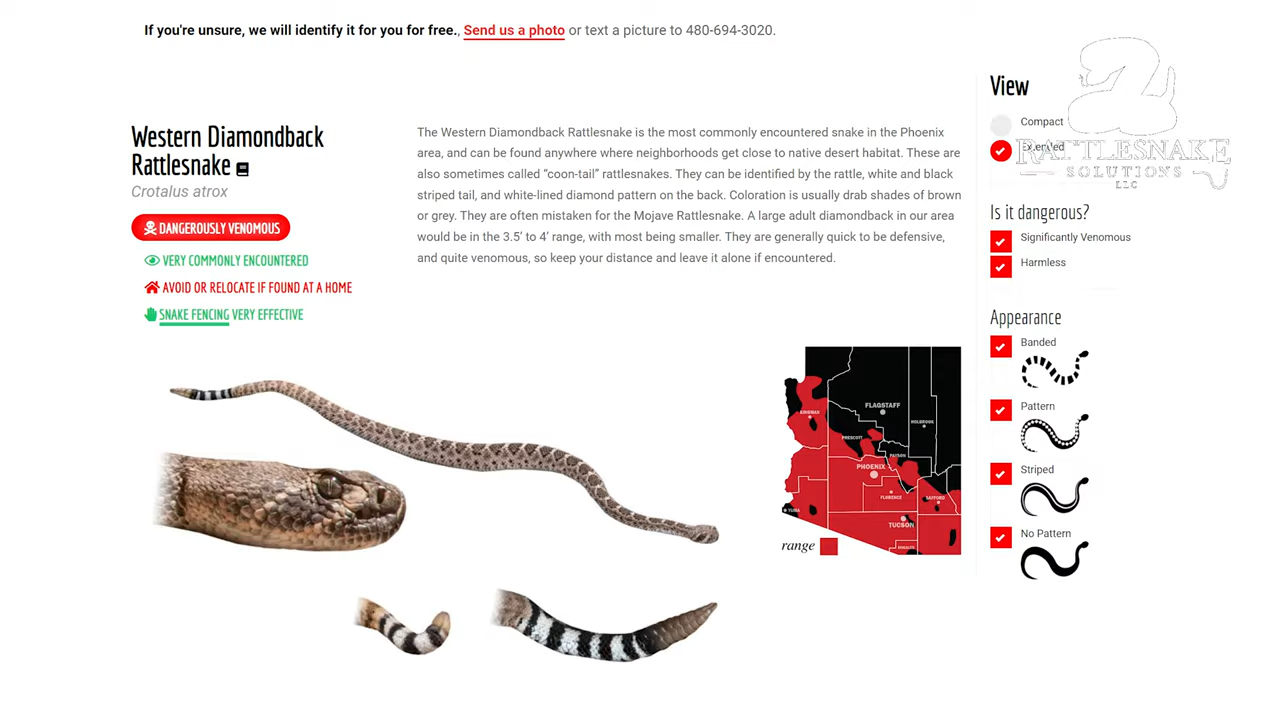 If you're unsure, we will identify it for you for free., Send us a photo or text a picture to 480-694-3020.
Western Diamondback
Rattlesnake
Crotalus atrox
DANGEROUSLY VENOMOUS
VERY COMMONLY ENCOUNTERED
AVOID OR RELOCATE IF FOUND AT A HOME
SNAKE FENCING VERY EFFECTIVE
The Western Diamondback Rattlesnake is the most commonly encountered snake in the Phoenix
area, and can be found anywhere where neighborhoods get close to native desert habitat. These are
also sometimes called “coon-tail” rattlesnakes. They can be identified by the rattle, white and black
striped tail, and white-lined diamond pattern on the back. Coloration is usually drab shades of brown
or grey. They are often mistaken for the Mojave Rattlesnake. A large adult diamondback in our area
would be in the 3.5’ to 4’ range, with most being smaller. They are generally quick to be defensive,
and quite venomous, so keep your distance and leave it alone if encountered.
FLAGSTAFF
KINGMAN
HOLBROOK
PRESCOTT
PAYSON
PHOENIX
FLORENCE
SAFFORD
YUMA
TUCSON
NOGALES
range
View
Compact
Extended
RATTLESNAKE
SOLUTIONS
LLC
Is it dangerous?
Significantly Venomous
Harmless
Appearance
Banded
Pattern
Striped
No Pattern